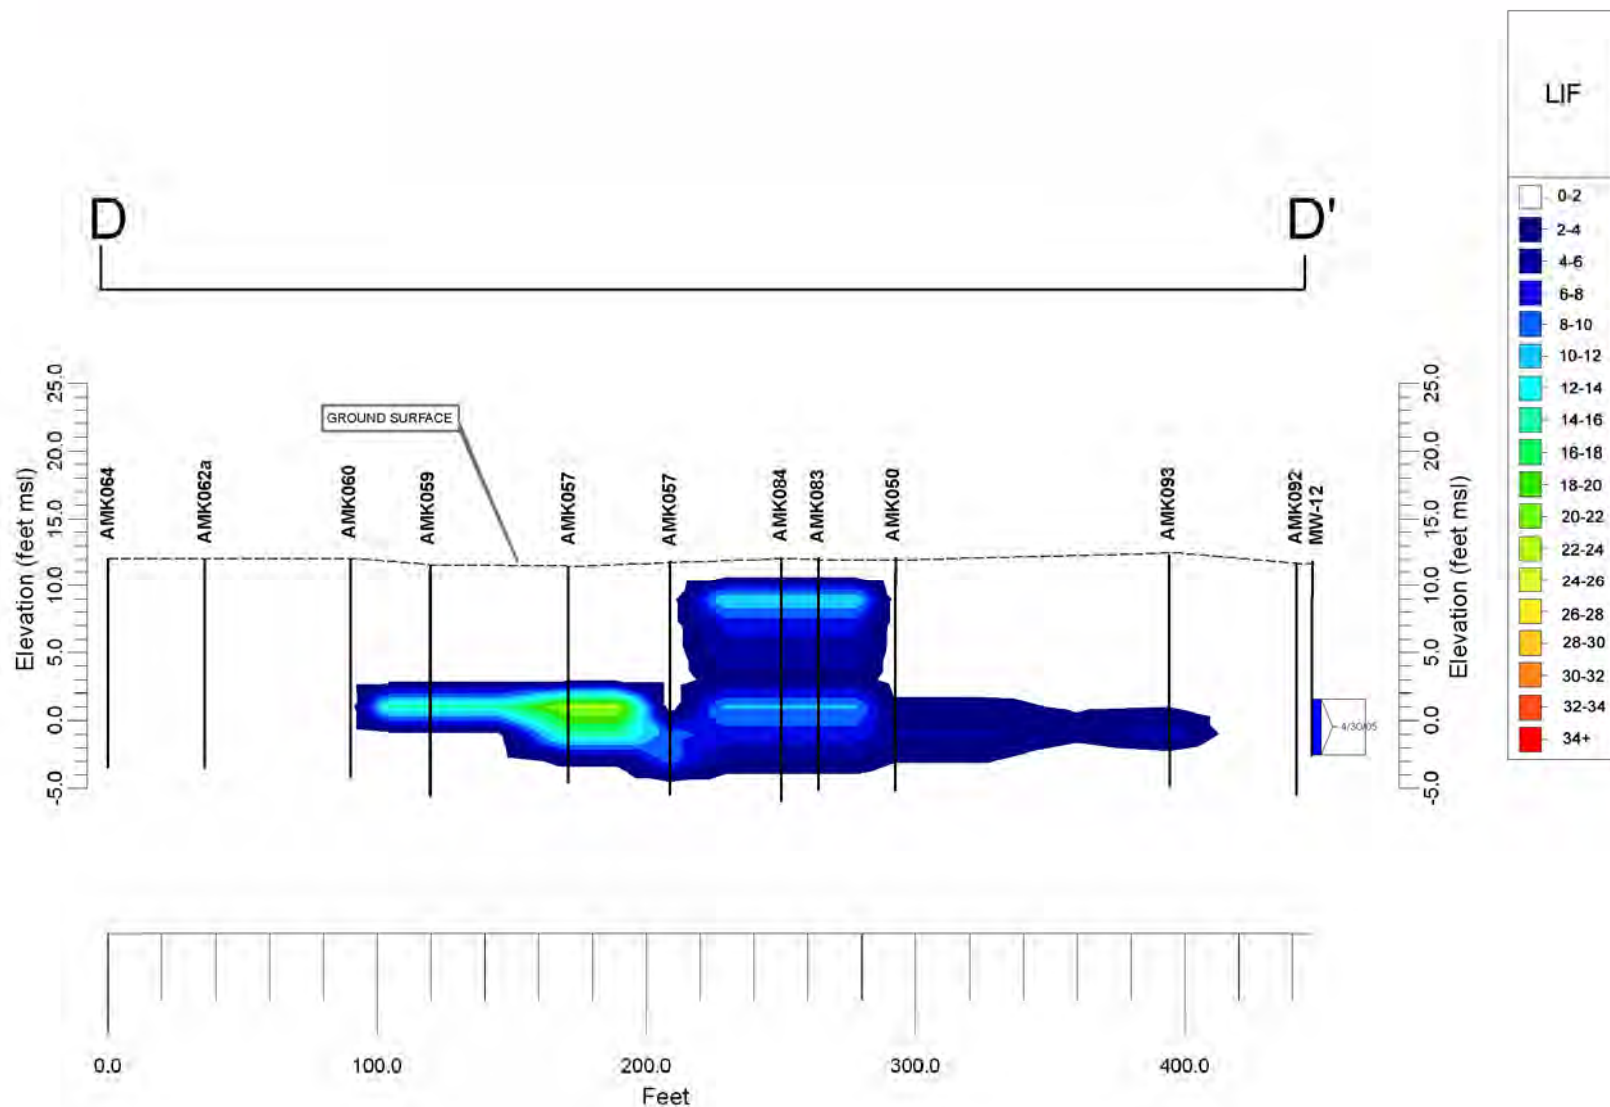 LIF
0-2
2-4
4-6
6-8
8-10
10-12
12-14
14-16
16-18
18-20
20-22
22-24
24-26
26-28
28-30
30-32
32-34
34+
D
D'
GROUND SURFACE
Elevation (feet msl)
25.0
20.0
15.0
10.0
5.0
0.0
-5.0
AMK064
AMK062a
AMK060
AMK059
AMK057
AMK057
AMK084
AMK083
AMK050
AMK093
AMK092
MW-12
4/30/05
25.0
20.0
15.0
10.0
5.0
0.0
-5.0
Elevation (feet msl)
0.0
100.0
200.0
300.0
400.0
Feet